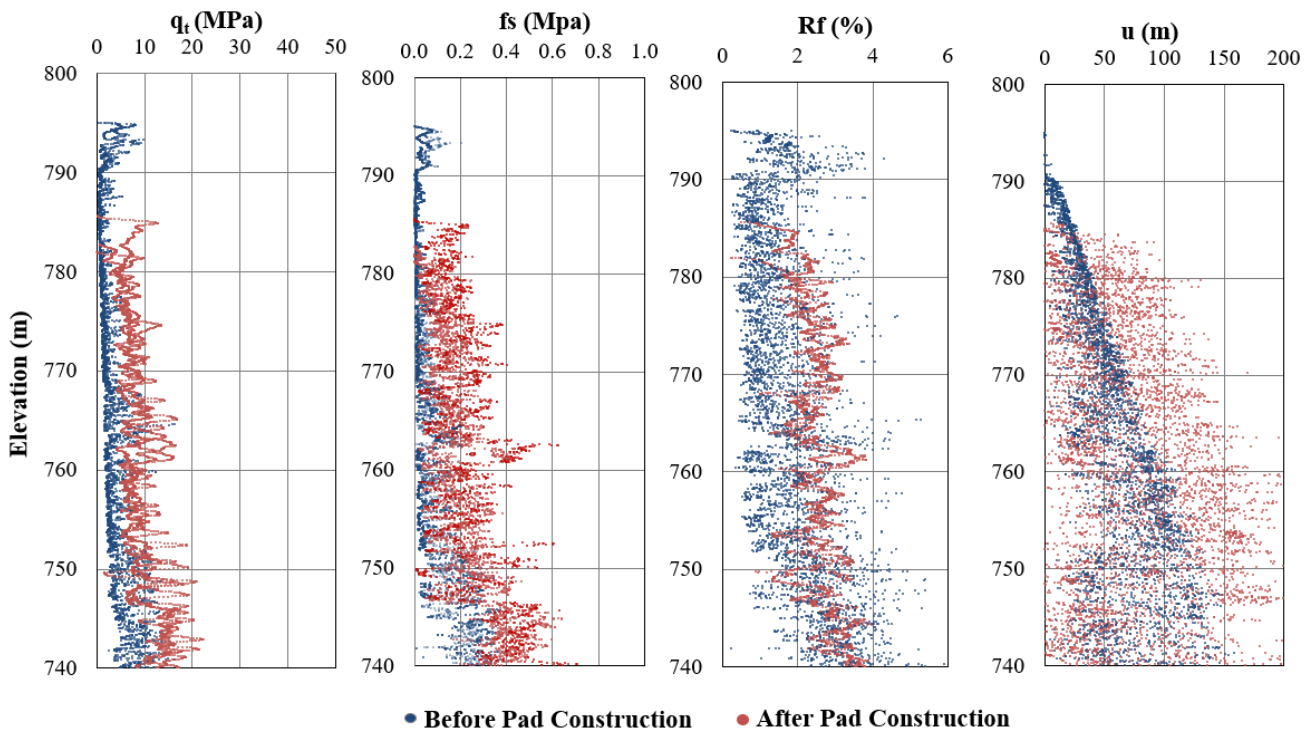 qt (MPa)
0 10 20 30 40 50
fs (Mpa)
0.0 0.2 0.4 0.6 0.8 1.0
Rf (%)
0 2 4 6
u (m)
0 50 100 150 200
Elevation (m)
800
790
780
770
760
750
740
800
790
780
770
760
750
740
800
790
780
770
760
750
740
800
790
780
770
760
750
740
Before Pad Construction
After Pad Construction